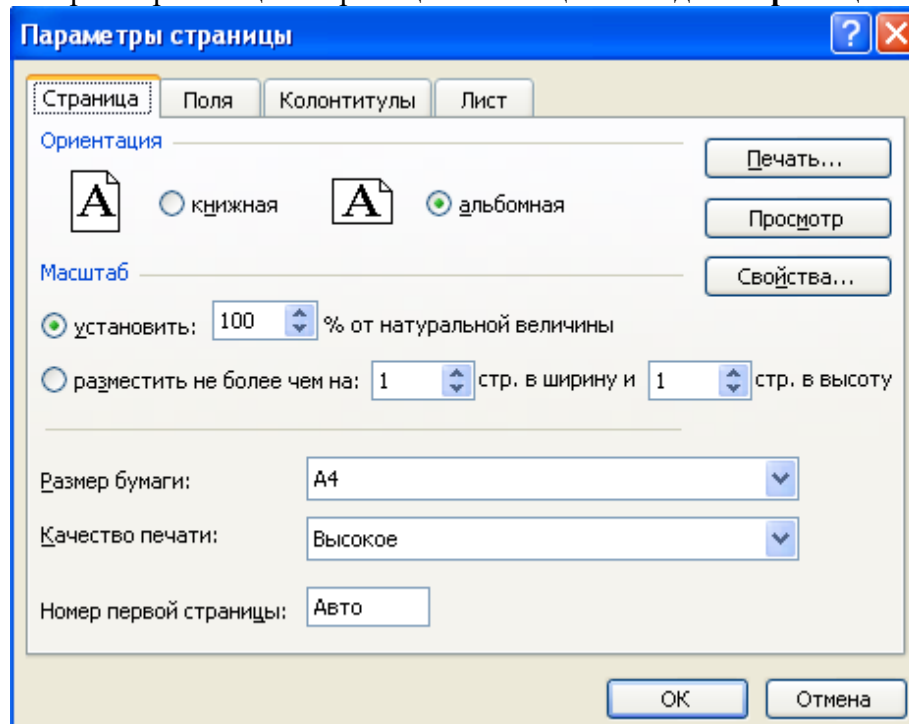 Параметры страницы
Страница Поля Колонтитулы Лист
Ориентация
A книжная A альбомная
Печать...
Просмотр
Свойства...
Масштаб
установить: 100 % от натуральной величины
разместить не более чем на: 1 стр. в ширину и 1 стр. в высоту
Размер бумаги: A4
Качество печати: Высокое
Номер первой страницы: Авто
ОК Отмена